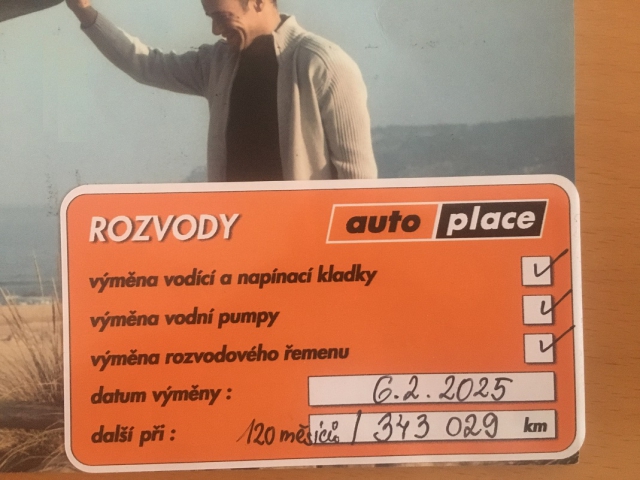 ROZVODY auto place
výměna vodící a napínací kladky
výměna vodní pumpy
výměna rozvodového řemenu
datum výměny : 6.2.2025
další při : 120 měsíců / 343 029 km